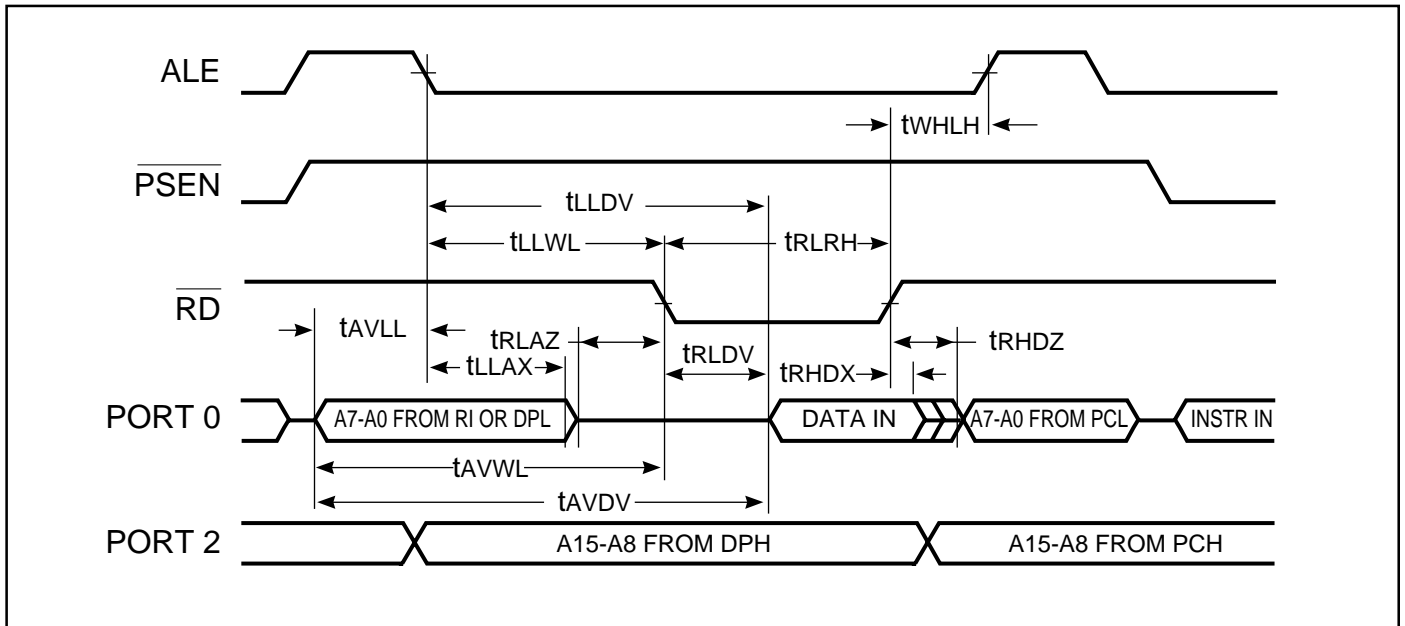 ALE
tWHLH
PSEN
tLLDV
tLLWL
tRLRH
RD
tAVLL
tRLAZ
tRLDV
tRHDZ
tLLAX
tRHDX
PORT 0
A7-A0 FROM RI OR DPL
DATA IN
A7-A0 FROM PCL
INSTR IN
tAVWL
tAVDV
PORT 2
A15-A8 FROM DPH
A15-A8 FROM PCH